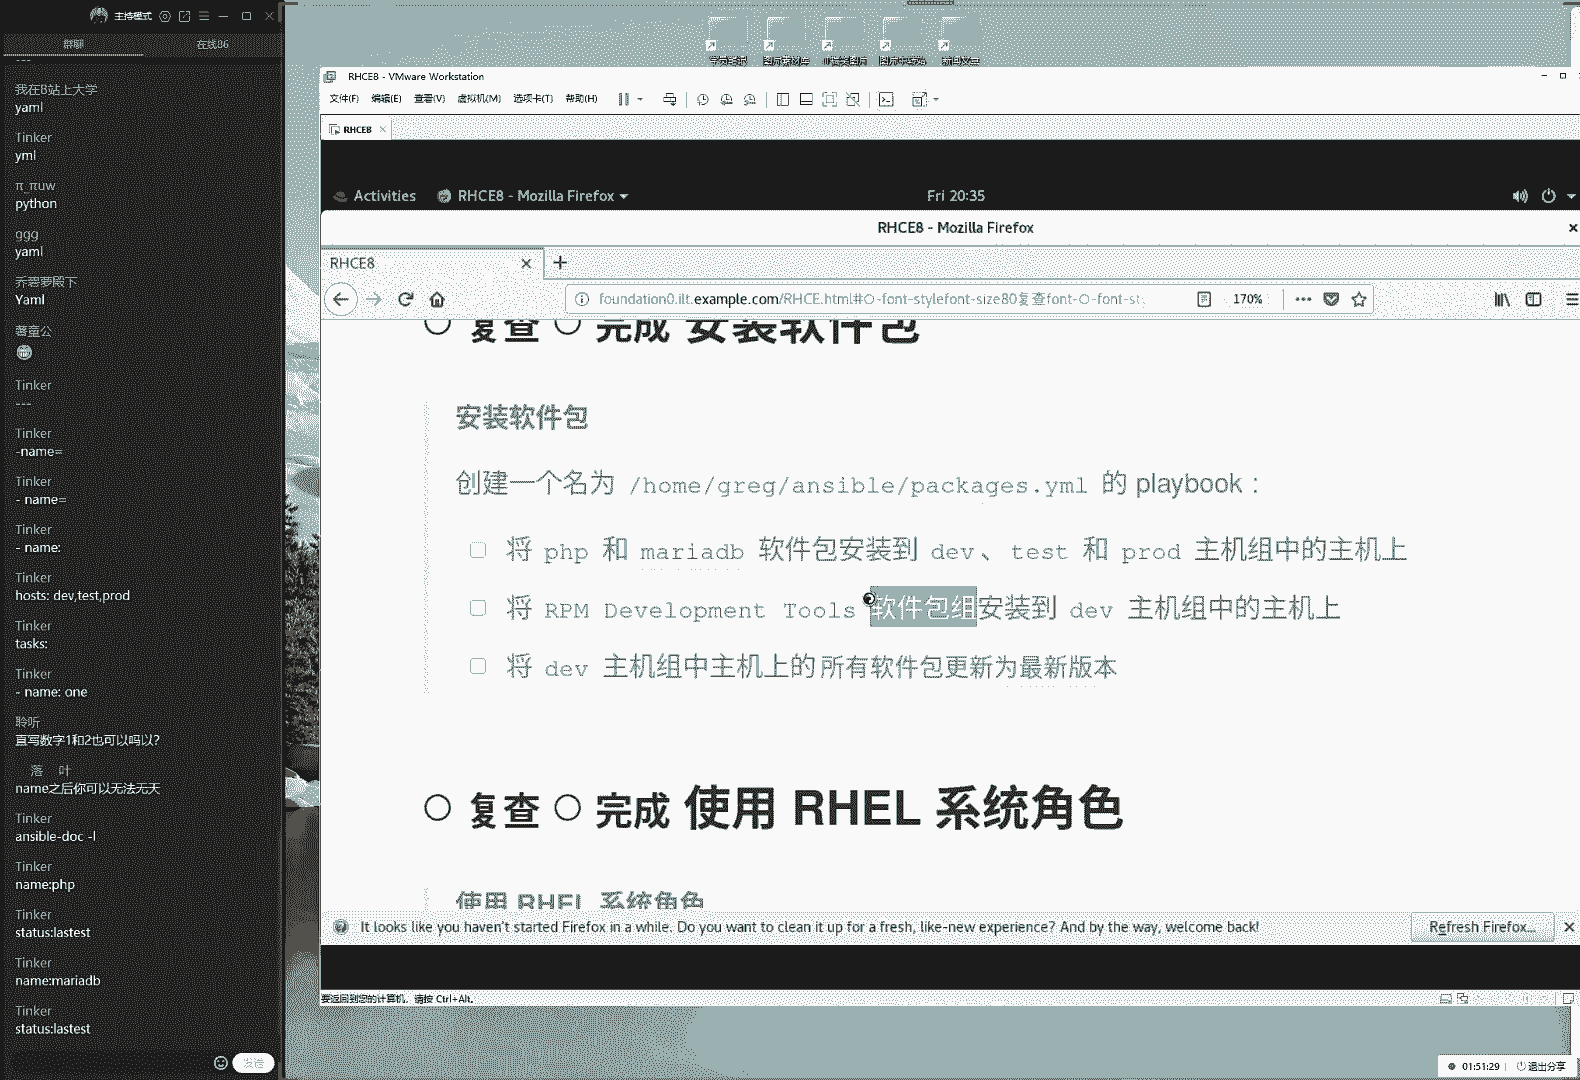 主持模式
群聊
在线86
---
我在B站上大学
yaml
Tinker
yml
π_πuw
python
ggg
yaml
乔碧萝殿下
Yaml
馨童公
Tinker
---
Tinker
-name=
Tinker
- name=
Tinker
- name:
Tinker
hosts: dev,test,prod
Tinker
tasks:
Tinker
- name: one
聆听
直写数字1和2也可以吗以?
落 叶
name之后你可以无法无天
Tinker
ansible-doc -l
Tinker
name:php
Tinker
status:lastest
Tinker
name:mariadb
Tinker
status:lastest
发送
RHCE8 - VMware Workstation
文件(F) 编辑(E) 查看(V) 虚拟机(M) 选项卡(T) 帮助(H)
RHCE8
Activities RHCE8 - Mozilla Firefox Fri 20:35
RHCE8 - Mozilla Firefox
RHCE8
foundation0.ilt.example.com/RHCE.html#○-font-stylefont-size80复查font-○-font-st 170%
○ 复查 ○ 完成 安装软件包
安装软件包
创建一个名为 /home/greg/ansible/packages.yml 的 playbook :
将 php 和 mariadb 软件包安装到 dev、test 和 prod 主机组中的主机上
将 RPM Development Tools 软件包组安装到 dev 主机组中的主机上
将 dev 主机组中主机上的所有软件包更新为最新版本
○ 复查 ○ 完成 使用 RHEL 系统角色
使用 RHEL 系统角色
It looks like you haven't started Firefox in a while. Do you want to clean it up for a fresh, like-new experience? And by the way, welcome back!
Refresh Firefox...
要返回到您的计算机，请按 Ctrl+Alt。
01:51:29 退出分享